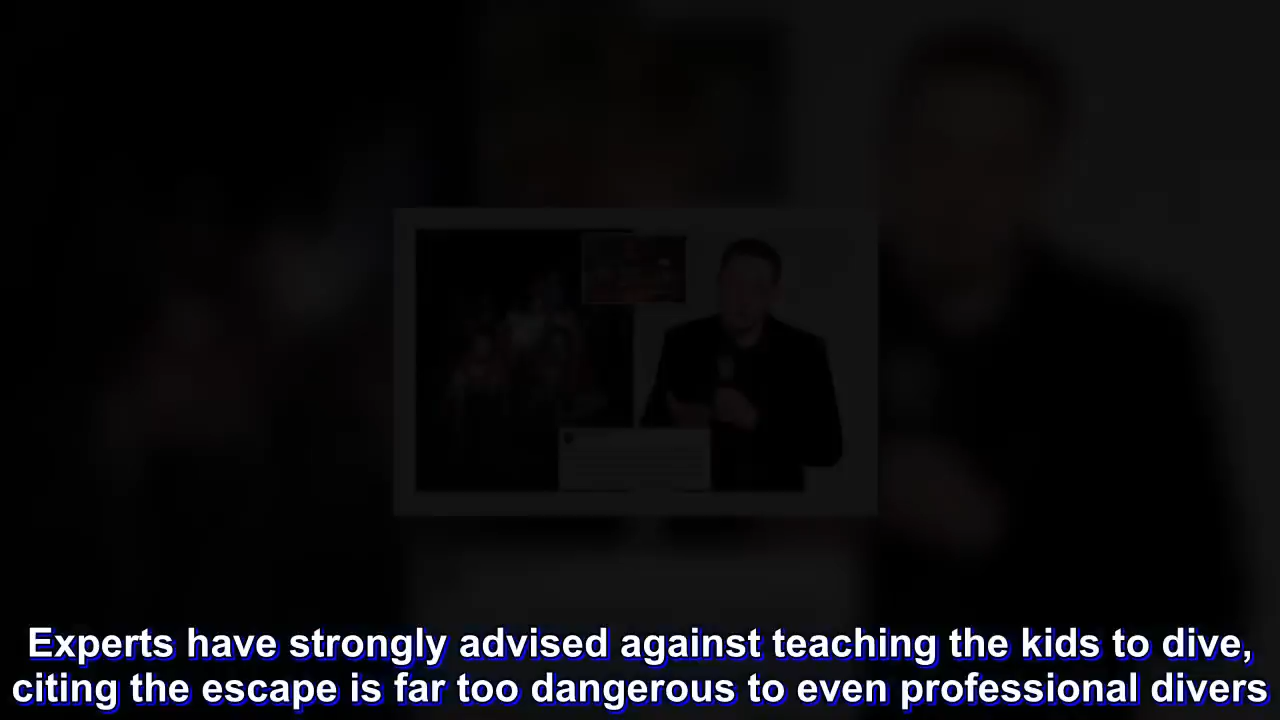 Experts have strongly advised against teaching the kids to dive,
citing the escape is far too dangerous to even professional divers